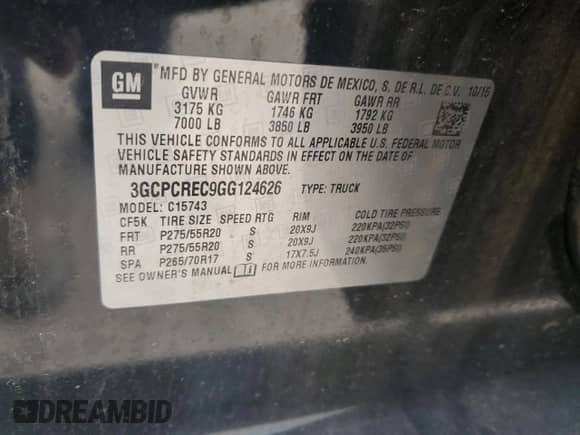 GM
*MFD BY GENERAL MOTORS DE MEXICO, S. DE R.L. DE C.V. 10/15
GVWR GAWR FRT GAWR RR
3175 KG 1746 KG 1792 KG
7000 LB 3850 LB 3950 LB
THIS VEHICLE CONFORMS TO ALL APPLICABLE U.S. FEDERAL MOTOR
VEHICLE SAFETY STANDARDS IN EFFECT ON THE DATE OF
MANUFACTURE SHOWN ABOVE.
3GCPCREC9GG124626 TYPE: TRUCK
MODEL: C15743
CF5K TIRE SIZE SPEED RTG RIM COLD TIRE PRESSURE
FRT P275/55R20 S 20X9J 220KPA(32PSI)
RR P275/55R20 S 20X9J 220KPA(32PSI)
SPA P265/70R17 S 17X7.5J 240KPA(35PSI)
SEE OWNER'S MANUAL FOR MORE INFORMATION.
DREAMBID